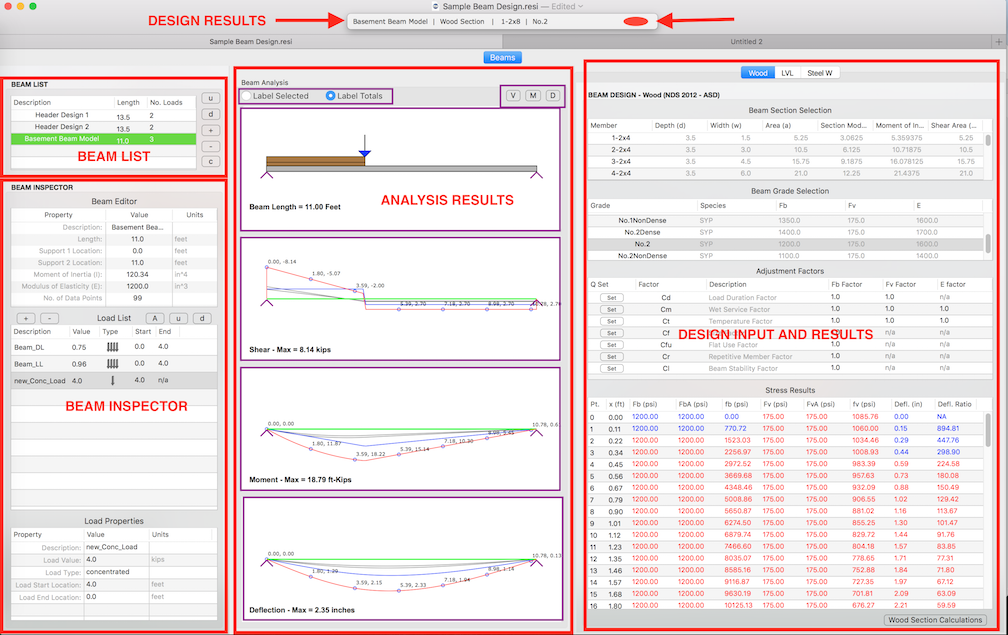 Sample Beam Design.resi — Edited
DESIGN RESULTS
Basement Beam Model | Wood Section | 1-2x8 | No.2
Sample Beam Design.resi
Untitled 2
+
Beams
BEAM LIST
Description Length No. Loads
Header Design 1 13.5 2
Header Design 2 13.5 2
Basement Beam Model 11.0 3
u
d
+
-
c
BEAM LIST
BEAM INSPECTOR
Beam Editor
Property Value Units
Description: Basement Bea...
Length: 11.0 feet
Support 1 Location: 0.0 feet
Support 2 Location: 11.0 feet
Moment of Inertia (I): 120.34 in^4
Modulus of Elasticity (E): 1200.0 in^3
No. of Data Points 99
+ - Load List A u d
Description Value Type Start End
Beam_DL 0.75 0.0 4.0
Beam_LL 0.96 0.0 4.0
new_Conc_Load 4.0 4.0 n/a
BEAM INSPECTOR
Load Properties
Property Value Units
Description: new_Conc_Load
Load Value: 4.0 kips
Load Type: concentrated
Load Start Location: 4.0 feet
Load End Location: 0.0 feet
Beam Analysis
Label Selected Label Totals V M D
ANALYSIS RESULTS
Beam Length = 11.00 Feet
0.00, -8.14
1.80, -5.07
3.59, -2.00
5.39, 2.70 7.18, 2.70 8.98, 2.70
Shear - Max = 8.14 kips
0.00, 0.00
1.80, 11.87
3.59, 18.22
5.39, 15.14
7.18, 10.30
Moment - Max = 18.79 ft-Kips
0.00, 0.00
10.78, 0.13
1.80, 1.29
3.59, 2.15
5.39, 2.33
7.18, 1.94
8.98, 1.14
Deflection - Max = 2.35 inches
Wood LVL Steel W
BEAM DESIGN - Wood (NDS 2012 - ASD)
Beam Section Selection
Member Depth (d) Width (w) Area (a) Section Mod... Moment of In... Shear Area (...
1-2x4 3.5 1.5 5.25 3.0625 5.359375 5.25
2-2x4 3.5 3.0 10.5 6.125 10.71875 10.5
3-2x4 3.5 4.5 15.75 9.1875 16.078125 15.75
4-2x4 3.5 6.0 21.0 12.25 21.4375 21.0
Beam Grade Selection
Grade Species Fb Fv E
No.1NonDense SYP 1350.0 175.0 1600.0
No.2Dense SYP 1400.0 175.0 1700.0
No.2 SYP 1200.0 175.0 1600.0
No.2NonDense SYP 1100.0 175.0 1400.0
Adjustment Factors
Q Set Factor Description Fb Factor Fv Factor E factor
Set Cd Load Duration Factor 1.0 1.0 n/a
Set Cm Wet Service Factor 1.0 1.0 1.0
Set Ct Temperature Factor 1.0 1.0 1.0
Set Cf 1.0 n/a n/a
Set Cfu Flat Use Factor 1.0 n/a n/a
Set Cr Repetitive Member Factor 1.0 n/a n/a
Set Cl Beam Stability Factor 1.0 n/a n/a
DESIGN INPUT AND RESULTS
Stress Results
Pt. x (ft) Fb (psi) FbA (psi) fb (psi) Fv (psi) FvA (psi) fv (psi) Defl. (in) Defl. Ratio
0 0.00 1200.00 1200.00 0.00 175.00 175.00 1085.76 0.00 NA
1 0.11 1200.00 1200.00 770.72 175.00 175.00 1060.00 0.15 894.81
2 0.22 1200.00 1200.00 1523.03 175.00 175.00 1034.46 0.29 447.76
3 0.34 1200.00 1200.00 2256.97 175.00 175.00 1008.93 0.44 298.90
4 0.45 1200.00 1200.00 2972.52 175.00 175.00 983.39 0.59 224.58
5 0.56 1200.00 1200.00 3669.68 175.00 175.00 957.63 0.73 180.08
6 0.67 1200.00 1200.00 4348.46 175.00 175.00 932.09 0.88 150.49
7 0.79 1200.00 1200.00 5008.86 175.00 175.00 906.55 1.02 129.42
8 0.90 1200.00 1200.00 5650.87 175.00 175.00 881.02 1.16 113.67
9 1.01 1200.00 1200.00 6274.50 175.00 175.00 855.25 1.30 101.47
10 1.12 1200.00 1200.00 6879.74 175.00 175.00 829.72 1.44 91.76
11 1.23 1200.00 1200.00 7466.60 175.00 175.00 804.18 1.57 83.85
12 1.35 1200.00 1200.00 8035.07 175.00 175.00 778.65 1.71 77.31
13 1.46 1200.00 1200.00 8585.16 175.00 175.00 752.88 1.84 71.80
14 1.57 1200.00 1200.00 9116.87 175.00 175.00 727.35 1.97 67.12
15 1.68 1200.00 1200.00 9630.19 175.00 175.00 701.81 2.09 63.09
16 1.80 1200.00 1200.00 10125.13 175.00 175.00 676.27 2.21 59.59
Wood Section Calculations